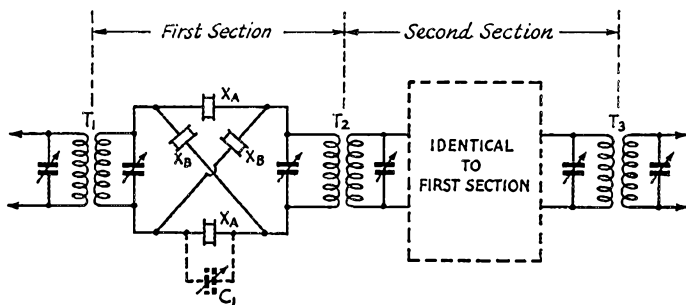 First Section
Second Section
T1
XA
T2
T3
XB
XB
IDENTICAL
TO
FIRST SECTION
XA
C1